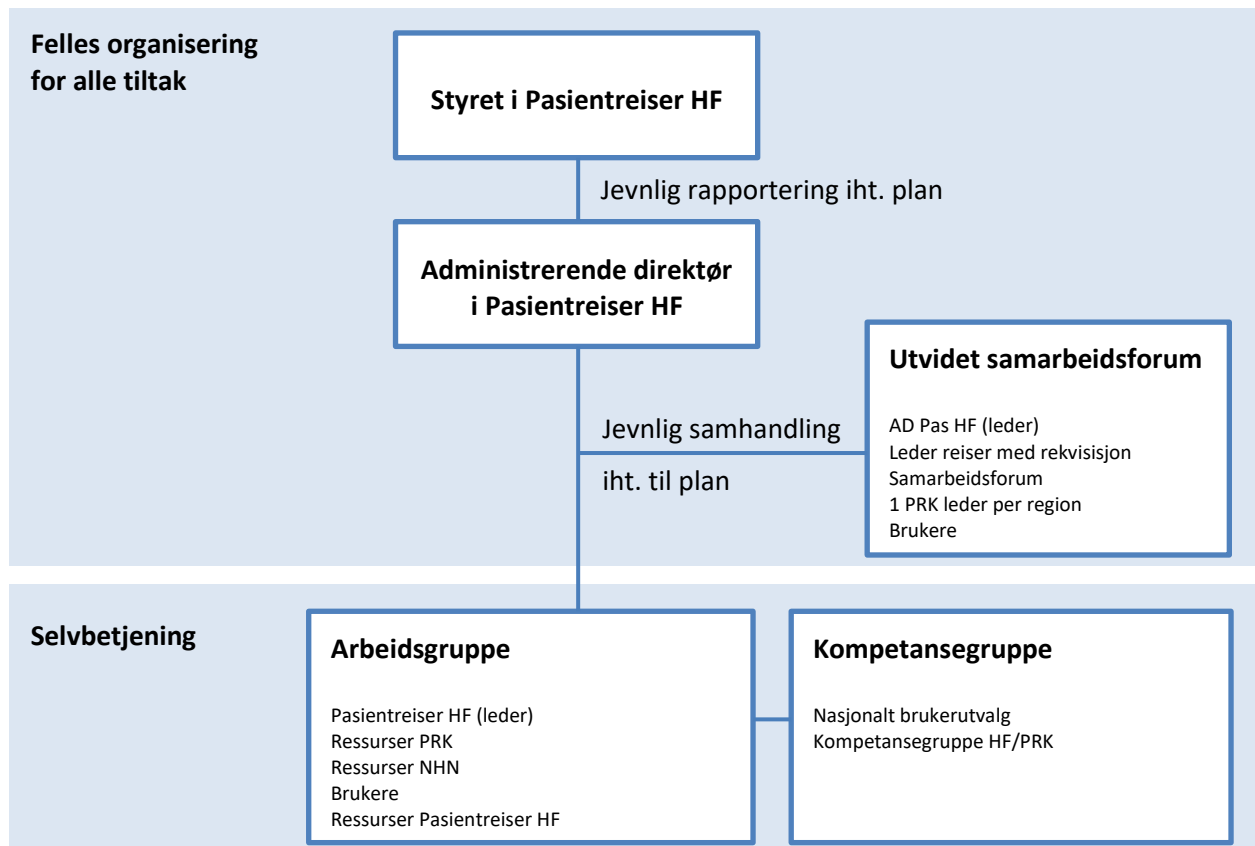 Felles organisering
for alle tiltak
Styret i Pasientreiser HF
Jevnlig rapportering iht. plan
Administrerende direktør
i Pasientreiser HF
Utvidet samarbeidsforum
AD Pas HF (leder)
Leder reiser med rekvisisjon
Samarbeidsforum
1 PRK leder per region
Brukere
Jevnlig samhandling
iht. til plan
Selvbetjening
Arbeidsgruppe
Pasientreiser HF (leder)
Ressurser PRK
Ressurser NHN
Brukere
Ressurser Pasientreiser HF
Kompetansegruppe
Nasjonalt brukerutvalg
Kompetansegruppe HF/PRK